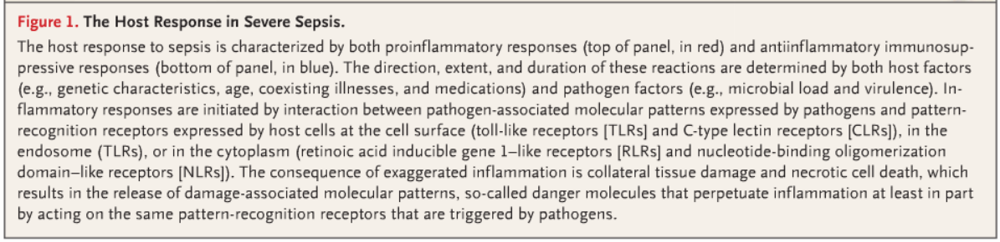 Figure 1. The Host Response in Severe Sepsis.
The host response to sepsis is characterized by both proinflammatory responses (top of panel, in red) and antiinflammatory immunosup-
pressive responses (bottom of panel, in blue). The direction, extent, and duration of these reactions are determined by both host factors
(e.g., genetic characteristics, age, coexisting illnesses, and medications) and pathogen factors (e.g., microbial load and virulence). In-
flammatory responses are initiated by interaction between pathogen-associated molecular patterns expressed by pathogens and pattern-
recognition receptors expressed by host cells at the cell surface (toll-like receptors [TLRs] and C-type lectin receptors [CLRs]), in the
endosome (TLRs), or in the cytoplasm (retinoic acid inducible gene 1–like receptors [RLRs] and nucleotide-binding oligomerization
domain–like receptors [NLRs]). The consequence of exaggerated inflammation is collateral tissue damage and necrotic cell death, which
results in the release of damage-associated molecular patterns, so-called danger molecules that perpetuate inflammation at least in part
by acting on the same pattern-recognition receptors that are triggered by pathogens.